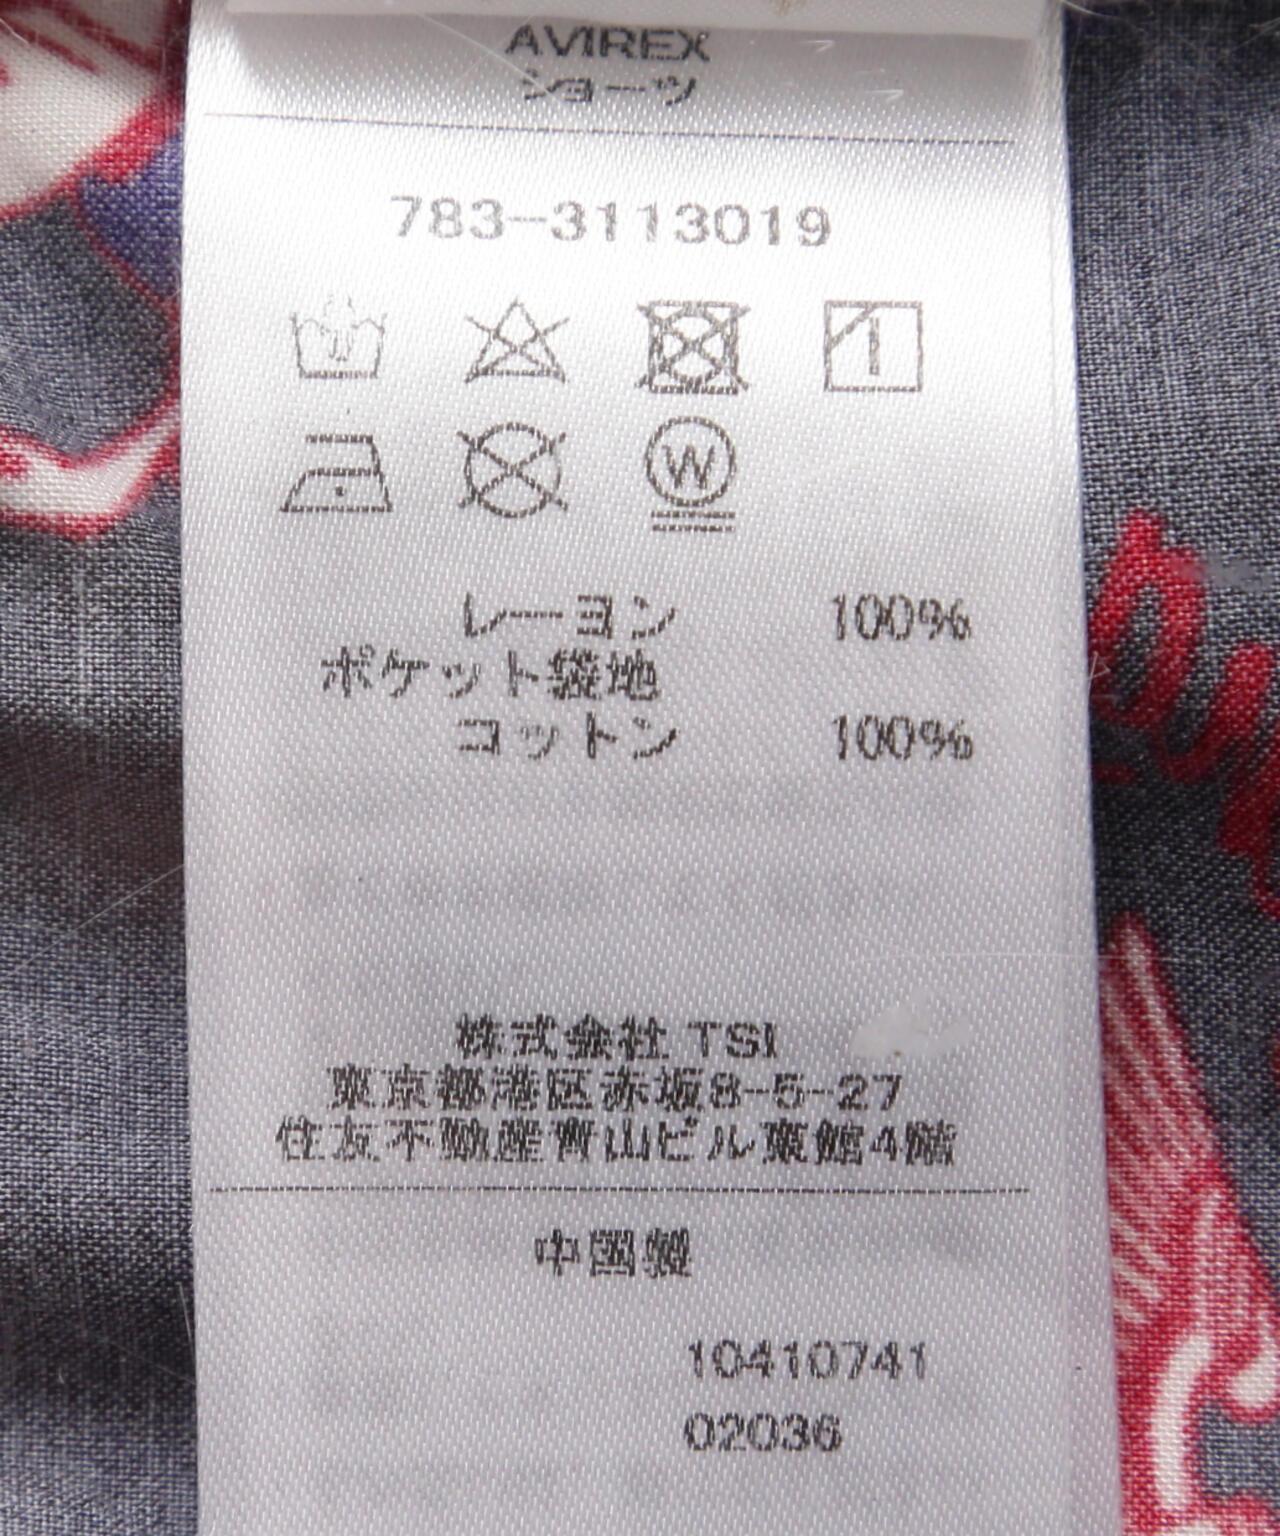 AVIREX
ショーツ
783-3113019
W
レーヨン 100%
ポケット袋地
コットン 100%
株式会社 TSI
東京都港区赤坂8-5-27
住友不動産青山ビル東館4階
中国製
10410741
02036